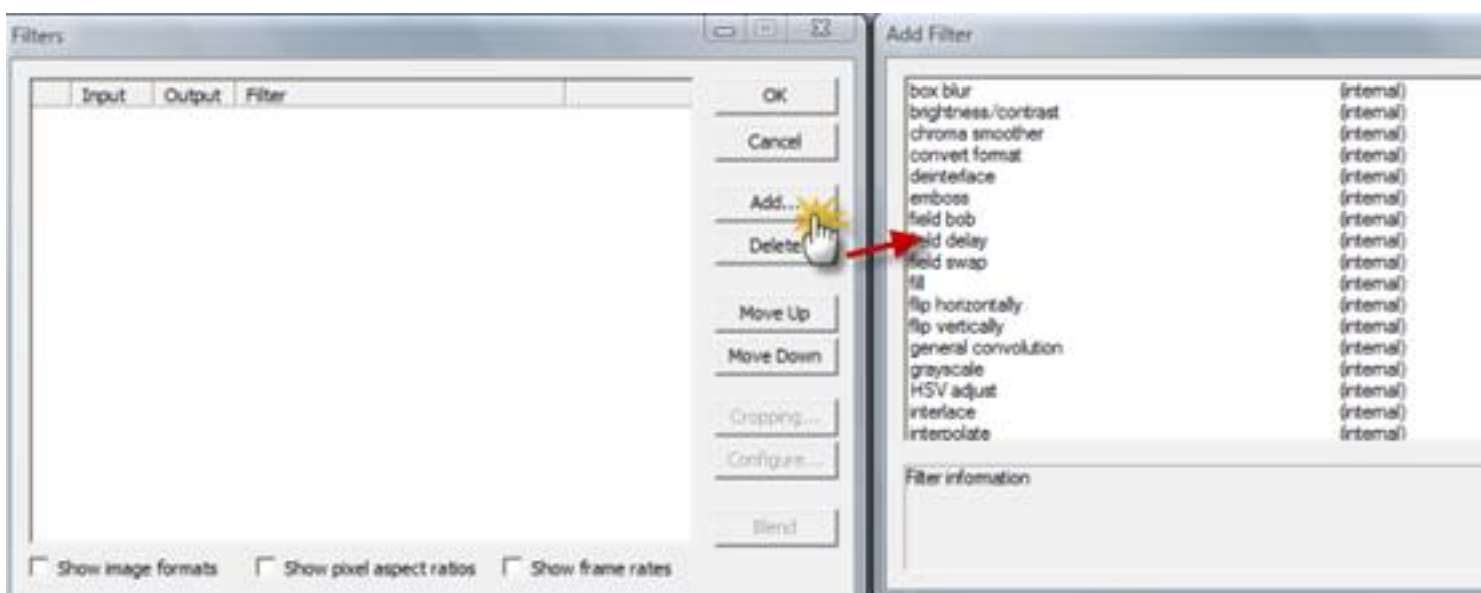 Filters
Input Output Filter
OK
Cancel
Add...
Delete
Move Up
Move Down
Cropping...
Configure...
Blend
Show image formats Show pixel aspect ratios Show frame rates
Add Filter
box blur (internal)
brightness/contrast (internal)
chroma smoother (internal)
convert format (internal)
deinterlace (internal)
emboss (internal)
field bob (internal)
field delay (internal)
field swap (internal)
fill (internal)
flip horizontally (internal)
flip vertically (internal)
general convolution (internal)
grayscale (internal)
HSV adjust (internal)
interlace (internal)
interpolate (internal)
Filter information